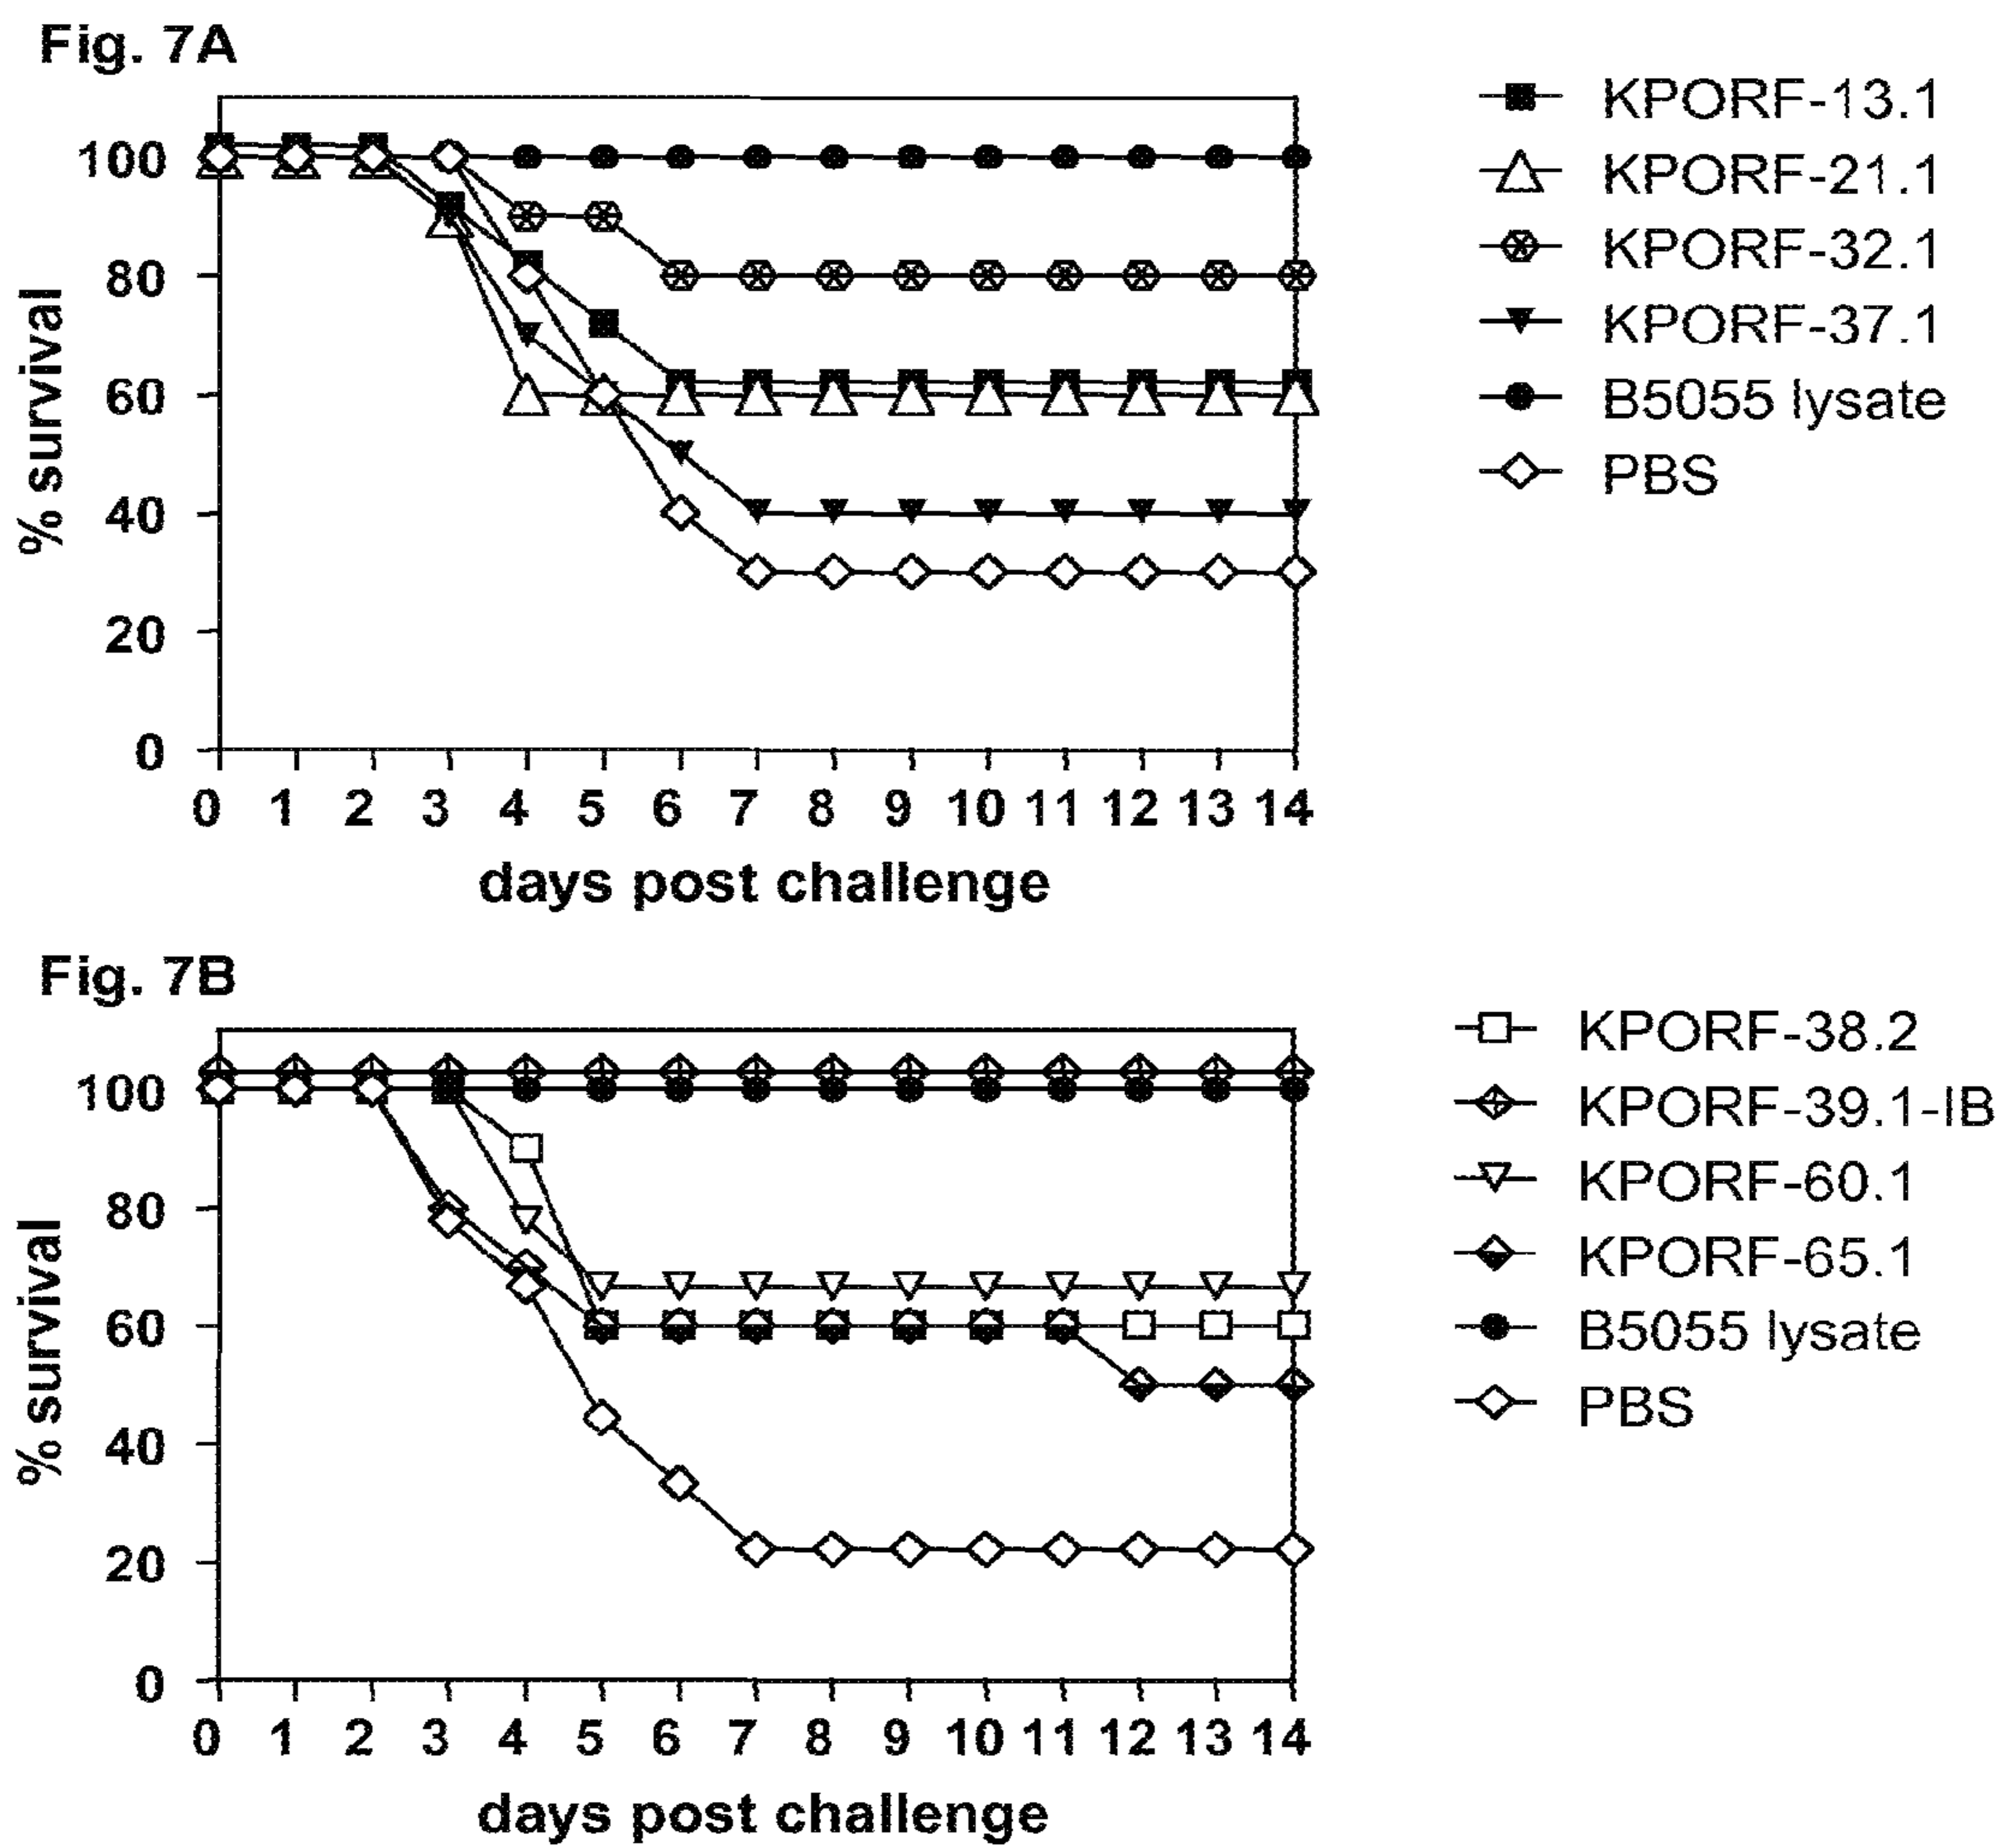 Fig. 7A
KPORF-13.1
KPORF-21.1
KPORF-32.1
KPORF-37.1
B5055 lysate
PBS
% survival
100
80
60
40
20
0
0 1 2 3 4 5 6 7 8 9 10 11 12 13 14
days post challenge
Fig. 7B
KPORF-38.2
KPORF-39.1-IB
KPORF-60.1
KPORF-65.1
B5055 lysate
PBS
% survival
100
80
60
40
20
0
0 1 2 3 4 5 6 7 8 9 10 11 12 13 14
days post challenge